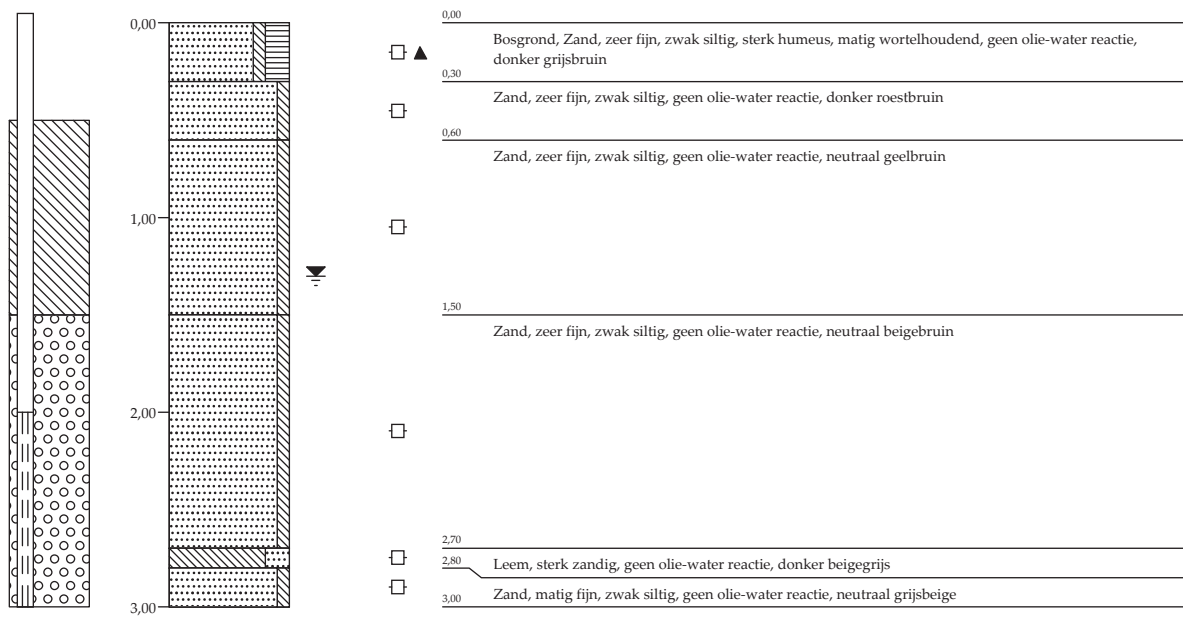 0,00
1,00
2,00
3,00
0,00
Bosgrond, Zand, zeer fijn, zwak siltig, sterk humeus, matig wortelhoudend, geen olie-water reactie,
donker grijsbruin
0,30
Zand, zeer fijn, zwak siltig, geen olie-water reactie, donker roestbruin
0,60
Zand, zeer fijn, zwak siltig, geen olie-water reactie, neutraal geelbruin
1,50
Zand, zeer fijn, zwak siltig, geen olie-water reactie, neutraal beigebruin
2,70
Leem, sterk zandig, geen olie-water reactie, donker beigegrijs
2,80
Zand, matig fijn, zwak siltig, geen olie-water reactie, neutraal grijsbeige
3,00